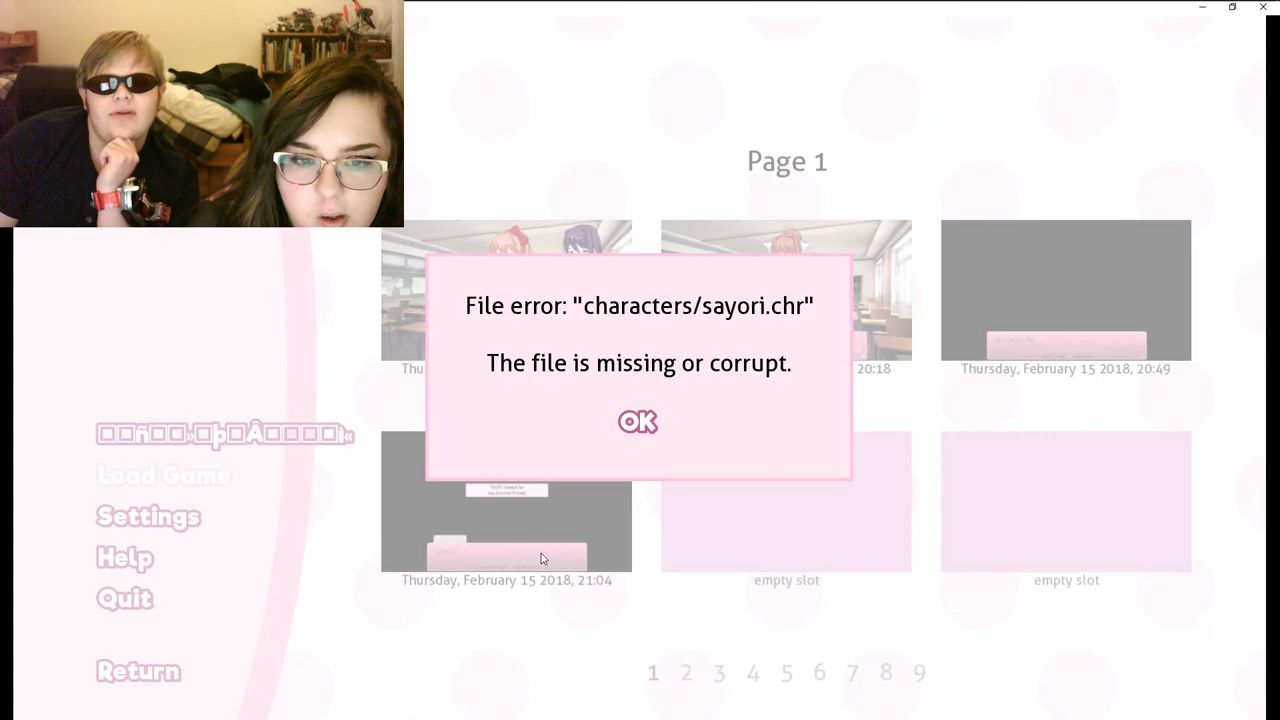 Page 1
File error: "characters/sayori.chr"
The file is missing or corrupt.
OK
Thu
20:18
Thursday, February 15 2018, 20:49
Load Game
Settings
Help
Quit
Return
Thursday, February 15 2018, 21:04
empty slot
empty slot
1 2 3 4 5 6 7 8 9